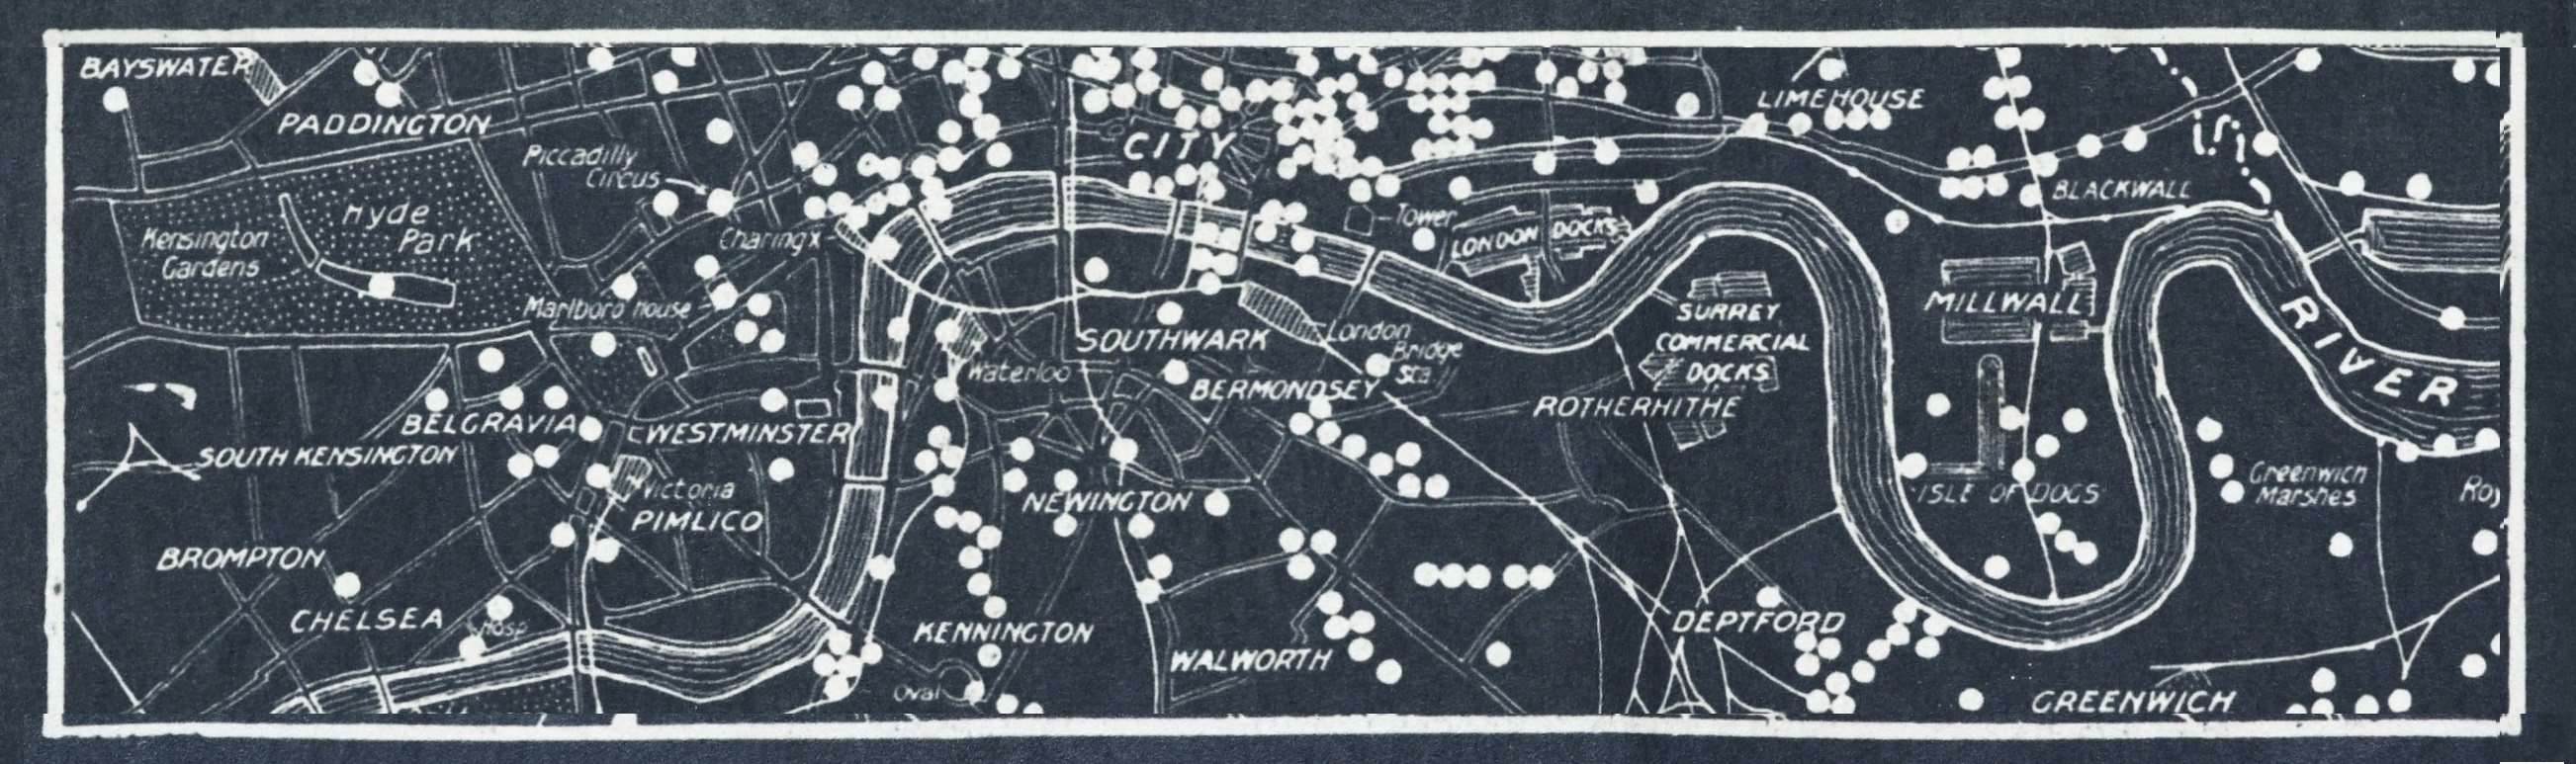 BAYSWATER
PADDINGTON
LIMEHOUSE
CITY
Piccadilly
Circus
BLACKWALL
Hyde
Park
Kensington
Gardens
Charing X
Tower
LONDON DOCKS
Marlboro House
SOUTHWARK
London
Bridge
Sta
SURREY
COMMERCIAL
DOCKS
MILLWALL
RIVER
Waterloo
BERMONDSEY
ROTHERHITHE
BELGRAVIA
WESTMINSTER
SOUTH KENSINGTON
Victoria
PIMLICO
NEWINGTON
ISLE OF DOGS
Greenwich
Marshes
Roy
BROMPTON
CHELSEA
Hosp
KENNINGTON
Oval
WALWORTH
DEPTFORD
GREENWICH